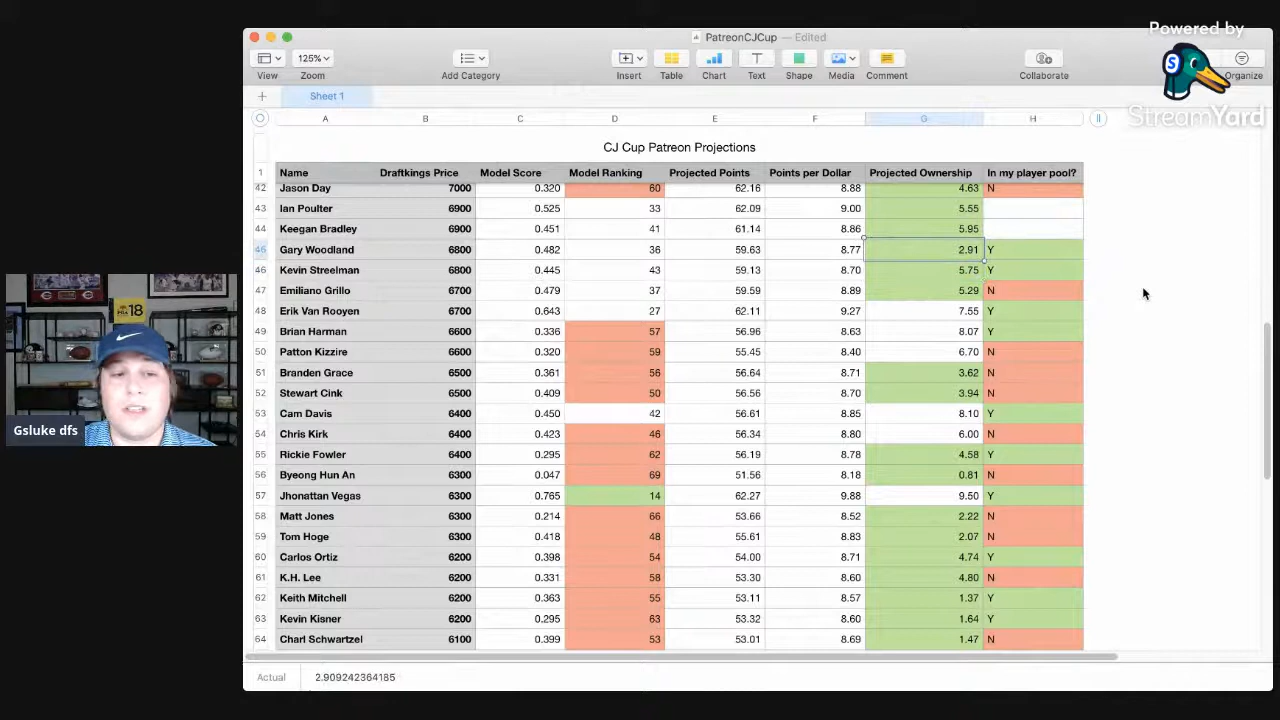 Powered by
StreamYard
PatreonCJCup — Edited
125%
View Zoom Add Category Insert Table Chart Text Shape Media Comment Collaborate Organize
Sheet 1
A B C D E F G H
CJ Cup Patreon Projections
1 Name Draftkings Price Model Score Model Ranking Projected Points Points per Dollar Projected Ownership In my player pool?
42 Jason Day 7000 0.320 60 62.16 8.88 4.63 N
43 Ian Poulter 6900 0.525 33 62.09 9.00 5.55
44 Keegan Bradley 6900 0.451 41 61.14 8.86 5.95
45 Gary Woodland 6800 0.482 36 59.63 8.77 2.91 Y
46 Kevin Streelman 6800 0.445 43 59.13 8.70 5.75 Y
47 Emiliano Grillo 6700 0.479 37 59.59 8.89 5.29 N
48 Erik Van Rooyen 6700 0.643 27 62.11 9.27 7.55 Y
49 Brian Harman 6600 0.336 57 56.96 8.63 8.07 Y
50 Patton Kizzire 6600 0.320 59 55.45 8.40 6.70 N
51 Branden Grace 6500 0.361 56 56.64 8.71 3.62 N
52 Stewart Cink 6500 0.409 50 56.56 8.70 3.94 N
53 Cam Davis 6400 0.450 42 56.61 8.85 8.10 Y
54 Chris Kirk 6400 0.423 46 56.34 8.80 6.00 N
55 Rickie Fowler 6400 0.295 62 56.19 8.78 4.58 Y
56 Byeong Hun An 6300 0.047 69 51.56 8.18 0.81 N
57 Jhonattan Vegas 6300 0.765 14 62.27 9.88 9.50 Y
58 Matt Jones 6300 0.214 66 53.66 8.52 2.22 N
59 Tom Hoge 6300 0.418 48 55.61 8.83 2.07 N
60 Carlos Ortiz 6200 0.398 54 54.00 8.71 4.74 Y
61 K.H. Lee 6200 0.331 58 53.30 8.60 4.80 N
62 Keith Mitchell 6200 0.363 55 53.11 8.57 1.37 Y
63 Kevin Kisner 6200 0.295 63 53.32 8.60 1.64 Y
64 Charl Schwartzel 6100 0.399 53 53.01 8.69 1.47 N
Actual 2.909242364185
Gsluke dfs
18